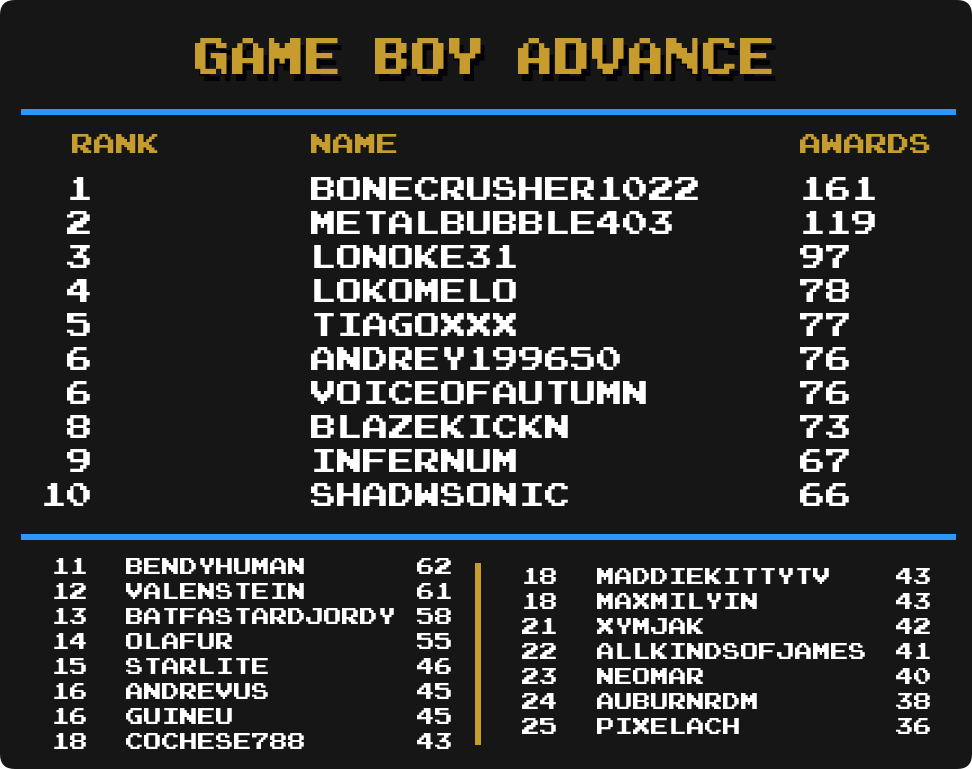 GAME BOY ADVANCE
RANK NAME AWARDS
1 BONECRUSHER1022 161
2 METALBUBBLE403 119
3 LONOKE31 97
4 LOKOMELO 78
5 TIAGOXXX 77
6 ANDREY199650 76
6 VOICEOFAUTUMN 76
8 BLAZEKICKN 73
9 INFERNUM 67
10 SHADWSONIC 66
11 BENDYHUMAN 62
12 VALENSTEIN 61
13 BATFASTARDJORDY 58
14 OLAFUR 55
15 STARLITE 46
16 ANDREVUS 45
16 GUINEU 45
18 COCHESE788 43
18 MADDIEKITTYTV 43
18 MAXMILYIN 43
21 XYMJAK 42
22 ALLKINDSOFJAMES 41
23 NEOMAR 40
24 AUBURNRDM 38
25 PIXELACH 36